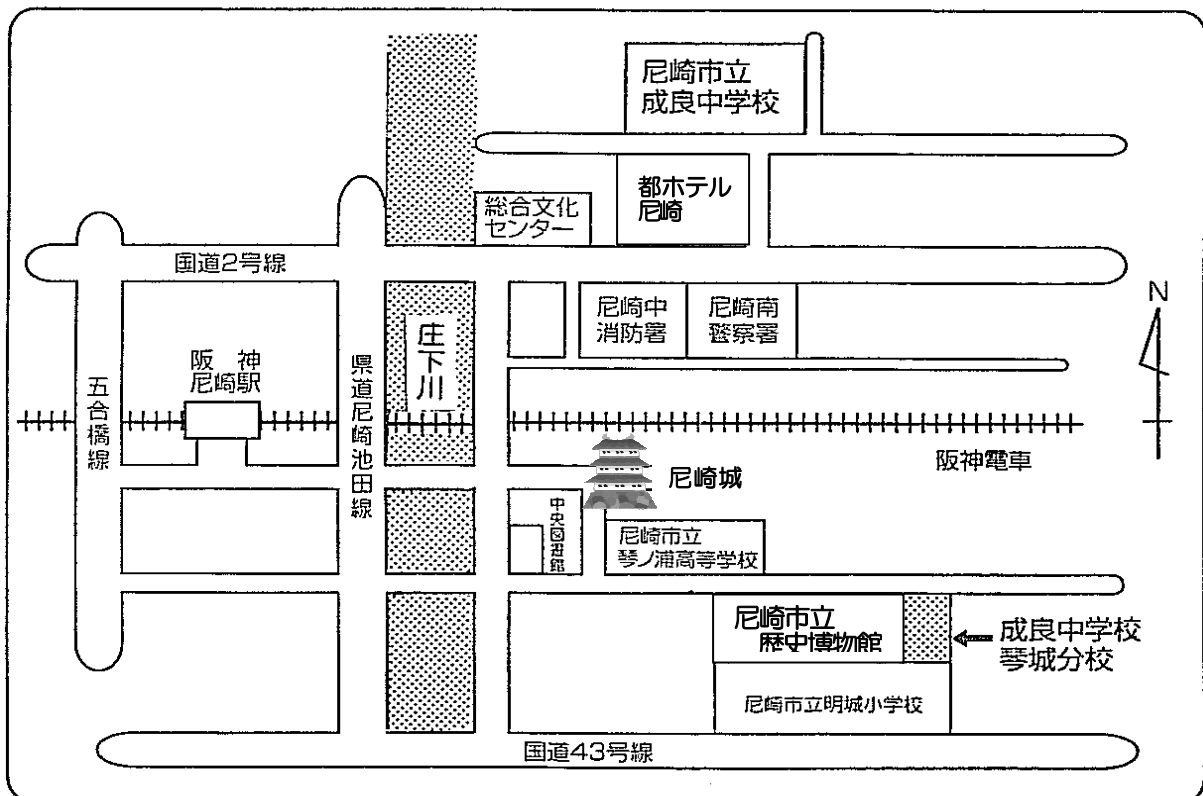 尼崎市立
成良中学校
都ホテル
尼崎
総合文化
センター
国道2号線
N
尼崎中
消防署
尼崎南
警察署
庄下川
阪神
尼崎駅
五合橋線
県道尼崎池田線
阪神電車
尼崎城
中央図書館
尼崎市立
琴ノ浦高等学校
尼崎市立
歴史博物館
成良中学校
琴城分校
尼崎市立明城小学校
国道43号線